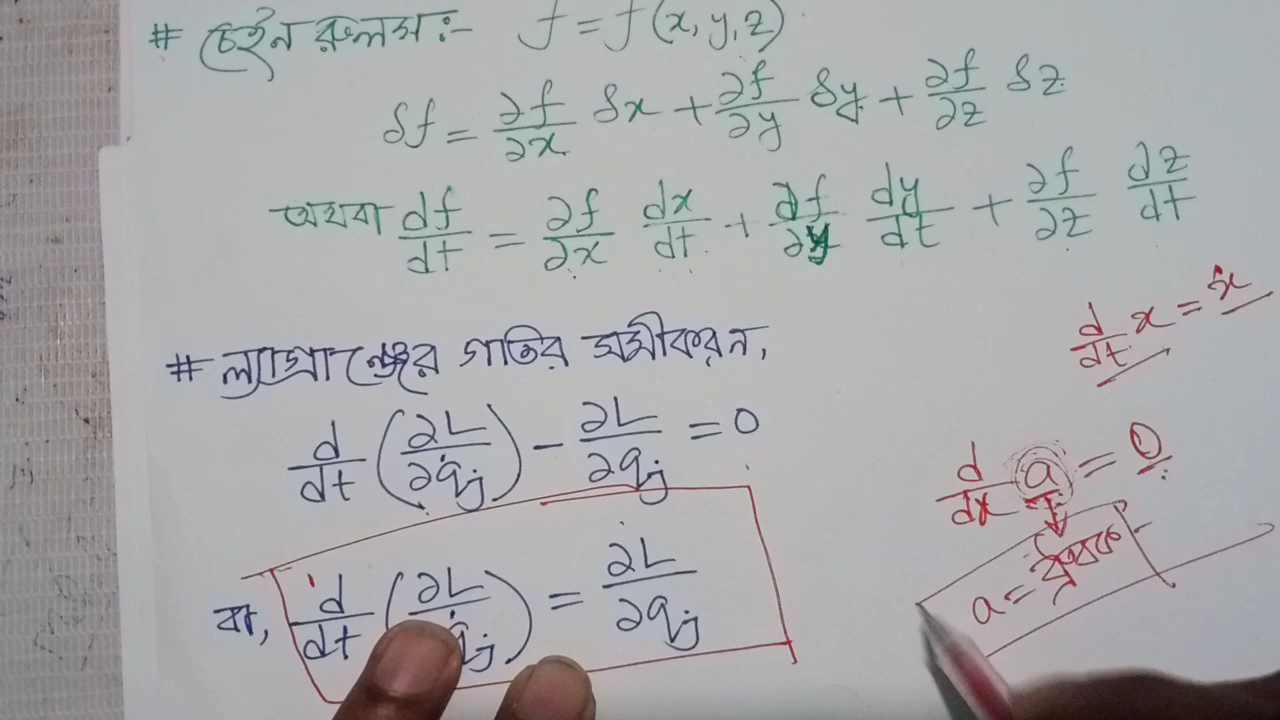 # চেইন রুলস ঃ- f = f(x, y, z)
δf = ∂f/∂x δx + ∂f/∂y δy + ∂f/∂z δz
অথবা df/dt = ∂f/∂x dx/dt + ∂f/∂y dy/dt + ∂f/∂z dz/dt
d/dt x = ẋ
# ল্যাগ্রাঞ্জের গতির সমীকরন,
d/dt (∂L/∂q̇j) - ∂L/∂qj = 0
d/dx a = 0
a = ধ্রুবক
বা, d/dt (∂L/∂q̇j) = ∂L/∂qj